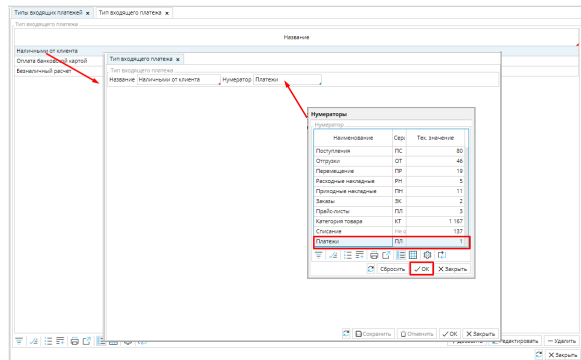 Типы входящих платежей x Тип входящего платежа x
Тип входящего платежа
Название
Наличными от клиента
Оплата банковской картой
Безналичный расчет
Тип входящего платежа x
Тип входящего платежа
Название Наличными от клиента Нумератор Платежи
Нумераторы
Нумератор
Наименование Сери Тек. значение
Поступления ПС 80
Отгрузки ОТ 46
Перемещение ПР 19
Расходные накладные РН 5
Приходные накладные ПН 11
Заказы ЗК 2
Прайс-листы ПЛ 3
Категория товара КТ 1 167
Списание Не о 137
Платежи ПЛ 1
Сбросить OK Закрыть
Сохранить Отменить OK Закрыть
Удалить
Закрыть